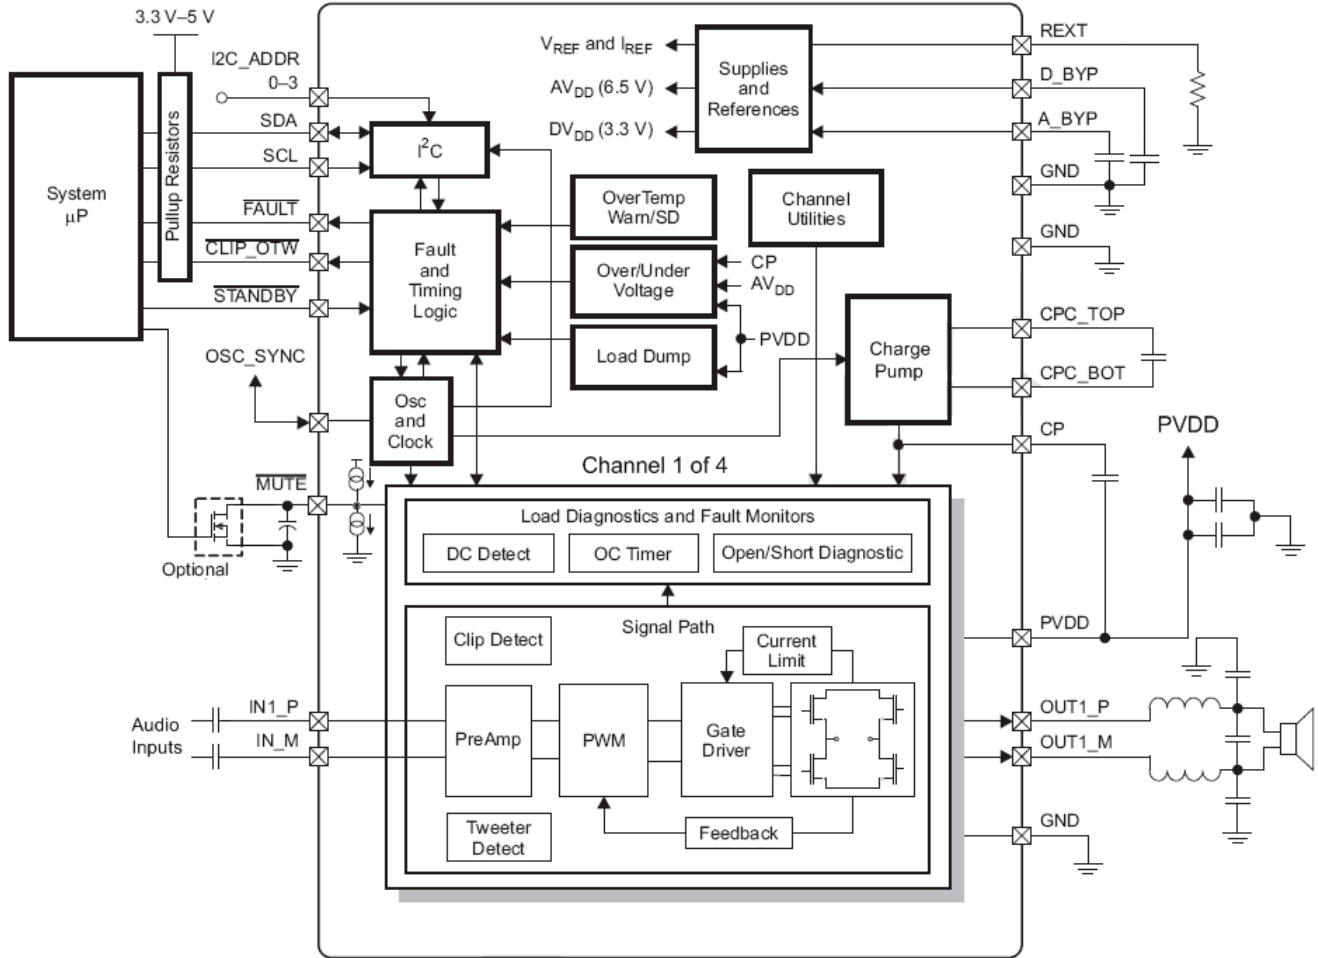 3.3 V–5 V
I2C_ADDR
0–3
SDA
SCL
FAULT
CLIP_OTW
STANDBY
OSC_SYNC
MUTE
Optional
System
μP
Pullup Resistors
I²C
Fault
and
Timing
Logic
Osc
and
Clock
VREF and IREF
AVDD (6.5 V)
DVDD (3.3 V)
Supplies
and
References
OverTemp
Warn/SD
Over/Under
Voltage
Load Dump
CP
AVDD
PVDD
Channel
Utilities
Charge
Pump
REXT
D_BYP
A_BYP
GND
GND
CPC_TOP
CPC_BOT
CP
PVDD
PVDD
OUT1_P
OUT1_M
GND
Channel 1 of 4
Load Diagnostics and Fault Monitors
DC Detect
OC Timer
Open/Short Diagnostic
Signal Path
Clip Detect
Current
Limit
Audio
Inputs
IN1_P
IN_M
PreAmp
PWM
Gate
Driver
Feedback
Tweeter
Detect